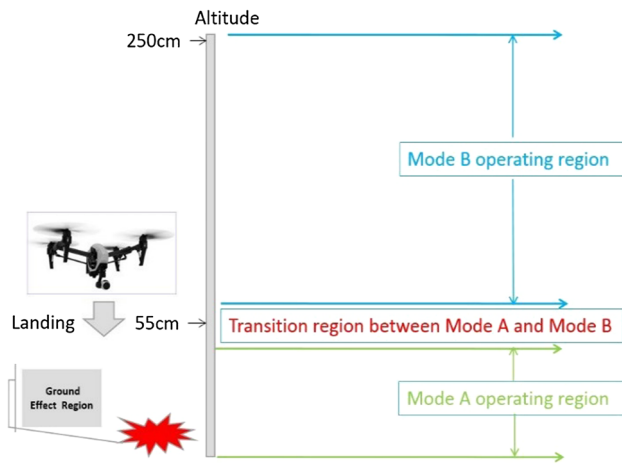 Altitude
250cm
Mode B operating region
Landing
55cm
Transition region between Mode A and Mode B
Ground
Effect Region
Mode A operating region